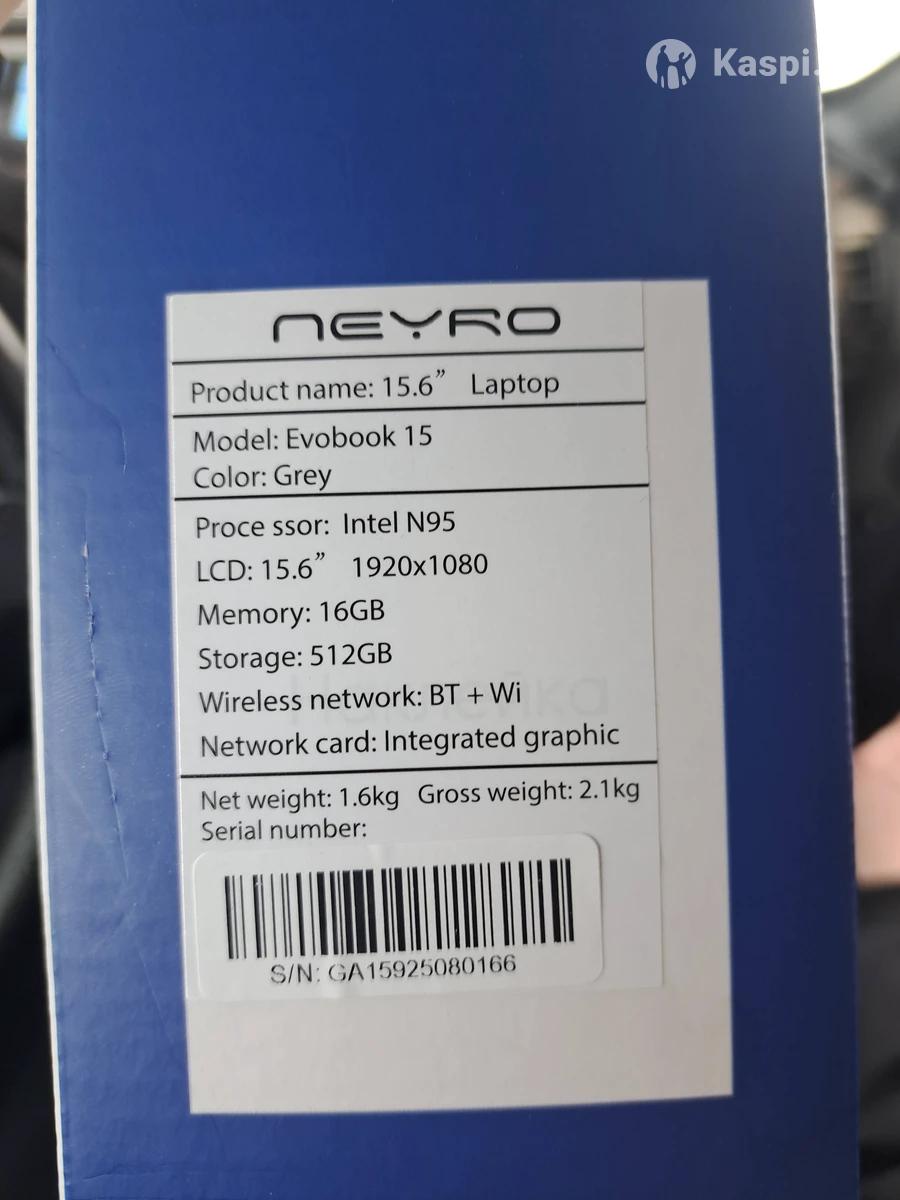 Kaspi.
NEYRO
Product name: 15.6” Laptop
Model: Evobook 15
Color: Grey
Proce ssor: Intel N95
LCD: 15.6” 1920x1080
Memory: 16GB
Storage: 512GB
Wireless network: BT + Wi
Network card: Integrated graphic
Net weight: 1.6kg Gross weight: 2.1kg
Serial number:
S/N: GA15925080166